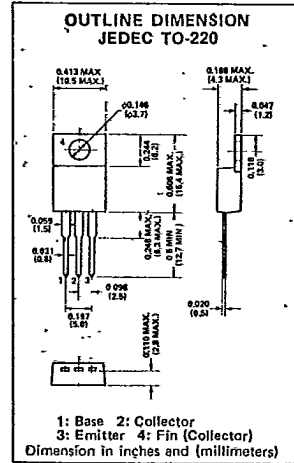 OUTLINE DIMENSION
JEDEC TO-220
0.413 MAX.
(10.5 MAX.)
0.188 MAX.
(4.3 MAX.)
φ0.146
(φ3.7)
4
0.047
(1.2)
0.244
(6.2)
0.606 MAX.
(15.4 MAX.)
0.118
(3.0)
0.059
(1.5)
0.248 MAX.
(6.3 MAX.)
0.5 MIN
(12.7 MIN)
0.031
(0.8)
1 2 3
0.098
(2.5)
0.197
(5.0)
0.020
(0.5)
0.110 MAX.
(2.8 MAX.)
1: Base 2: Collector
3: Emitter 4: Fin (Collector)
Dimension in inches and (millimeters)